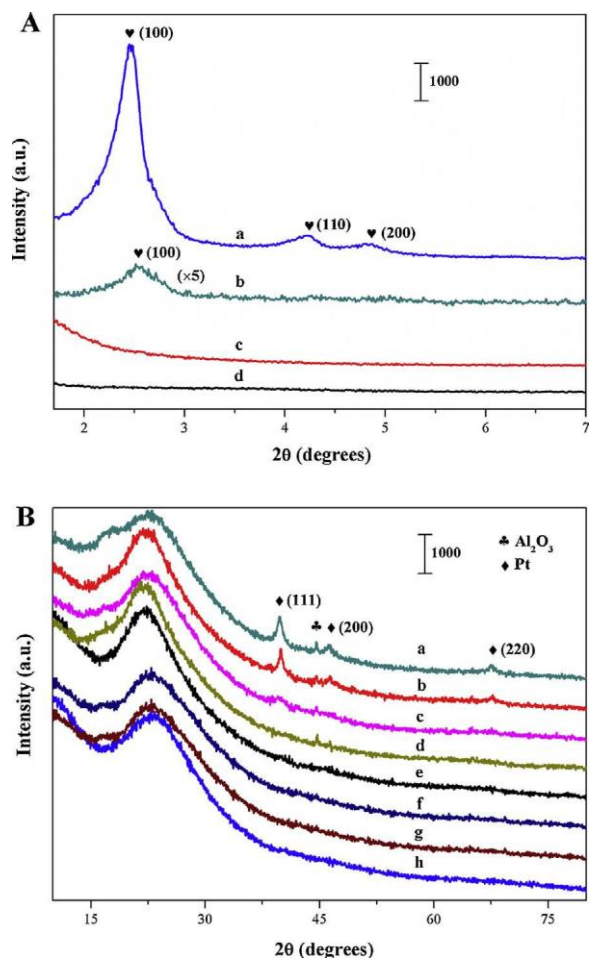 A
♥ (100)
1000
♥ (110)
♥ (200)
a
♥ (100)
(×5)
b
c
d
Intensity (a.u.)
2 3 4 5 6 7
2θ (degrees)
B
1000
♣ Al₂O₃
♦ Pt
♦ (111)
♣ ♦ (200)
a
♦ (220)
b
c
d
e
f
g
h
Intensity (a.u.)
15 30 45 60 75
2θ (degrees)